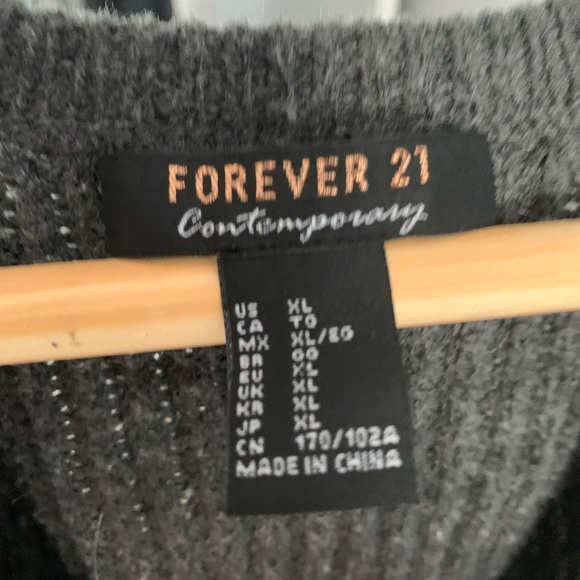 FOREVER 21
Contemporary
US XL
CA TG
MX XL/EG
BR GG
EU XL
UK XL
KR XL
JP XL
CN 170/102A
MADE IN CHINA